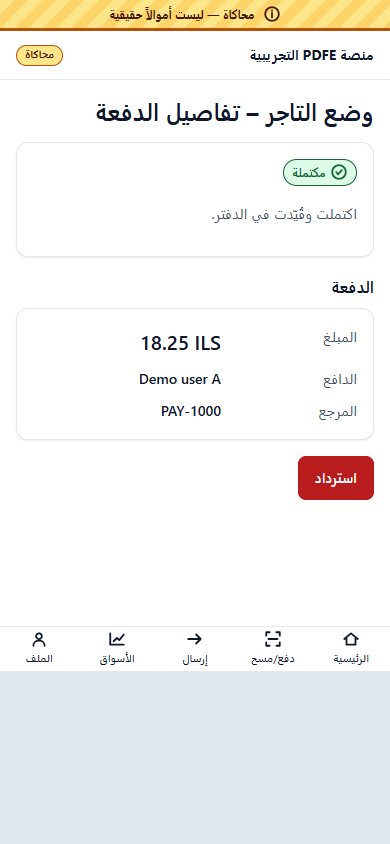 محاكاة — ليست أموالاً حقيقية
منصة PDFE التجريبية
محاكاة
وضع التاجر – تفاصيل الدفعة
مكتملة
اكتملت وقُيّدت في الدفتر.
الدفعة
المبلغ 18.25 ILS
الدافع Demo user A
المرجع PAY-1000
استرداد
الرئيسية
دفع/مسح
إرسال
الأسواق
الملف